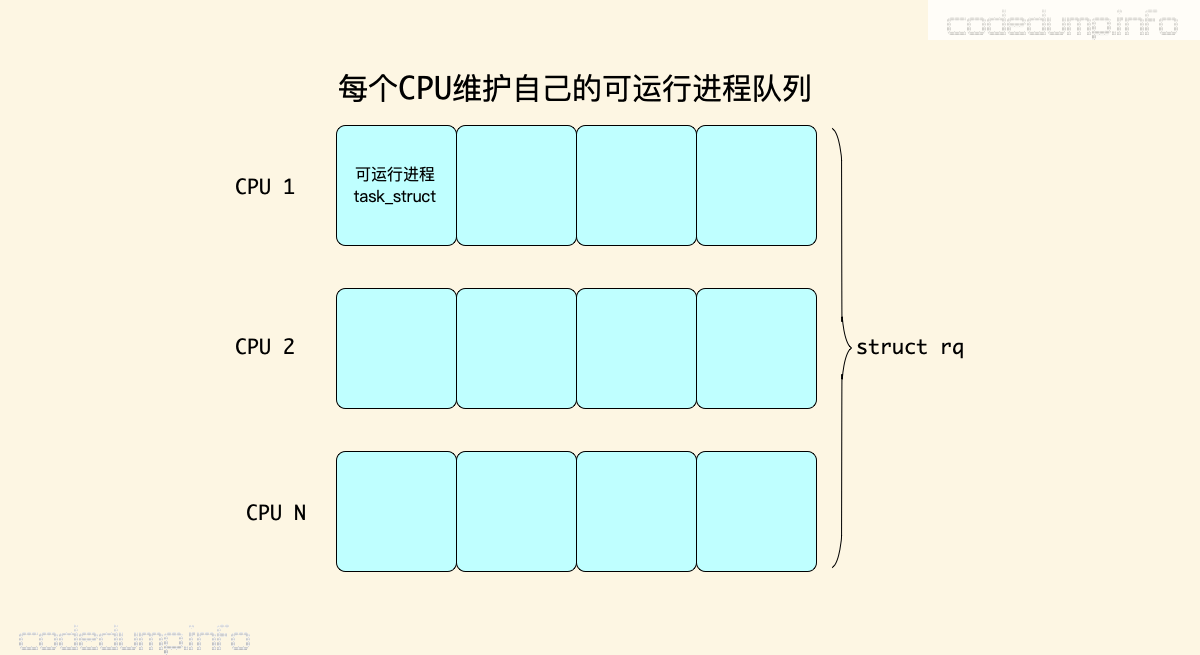 codedump info
每个CPU维护自己的可运行进程队列
CPU 1
可运行进程
task_struct
CPU 2
struct rq
CPU N
codedump info